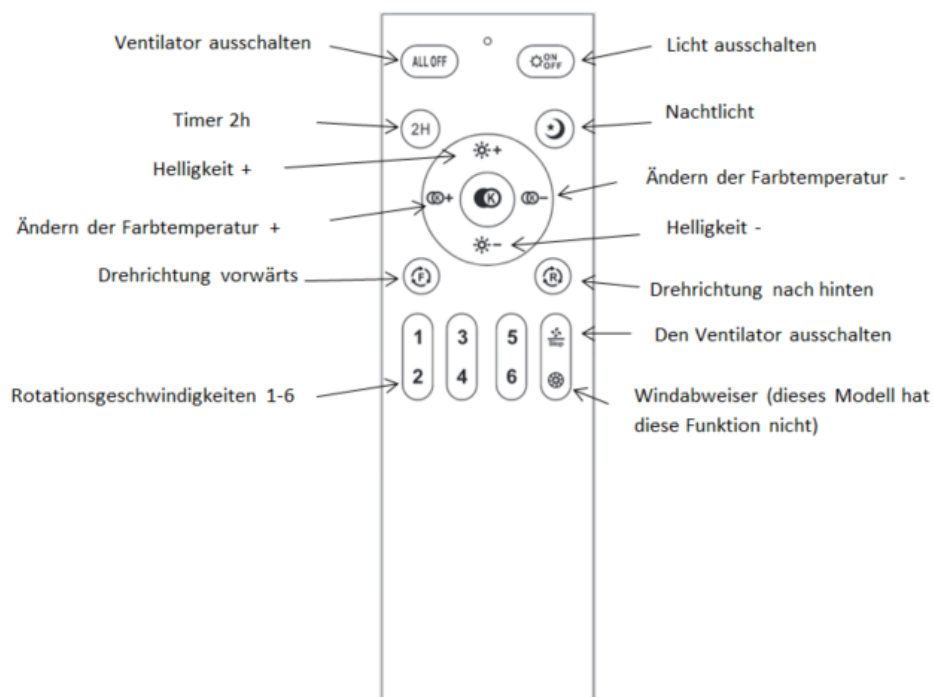 Ventilator ausschalten
ALL OFF
ON
OFF
Licht ausschalten
Timer 2h
2H
Nachtlicht
Helligkeit +
+
Ändern der Farbtemperatur -
K+
K
K-
Ändern der Farbtemperatur +
Helligkeit -
--
Drehrichtung vorwärts
F
R
Drehrichtung nach hinten
1
3
5
Stop
Den Ventilator ausschalten
2
4
6
Rotationsgeschwindigkeiten 1-6
Windabweiser (dieses Modell hat
diese Funktion nicht)